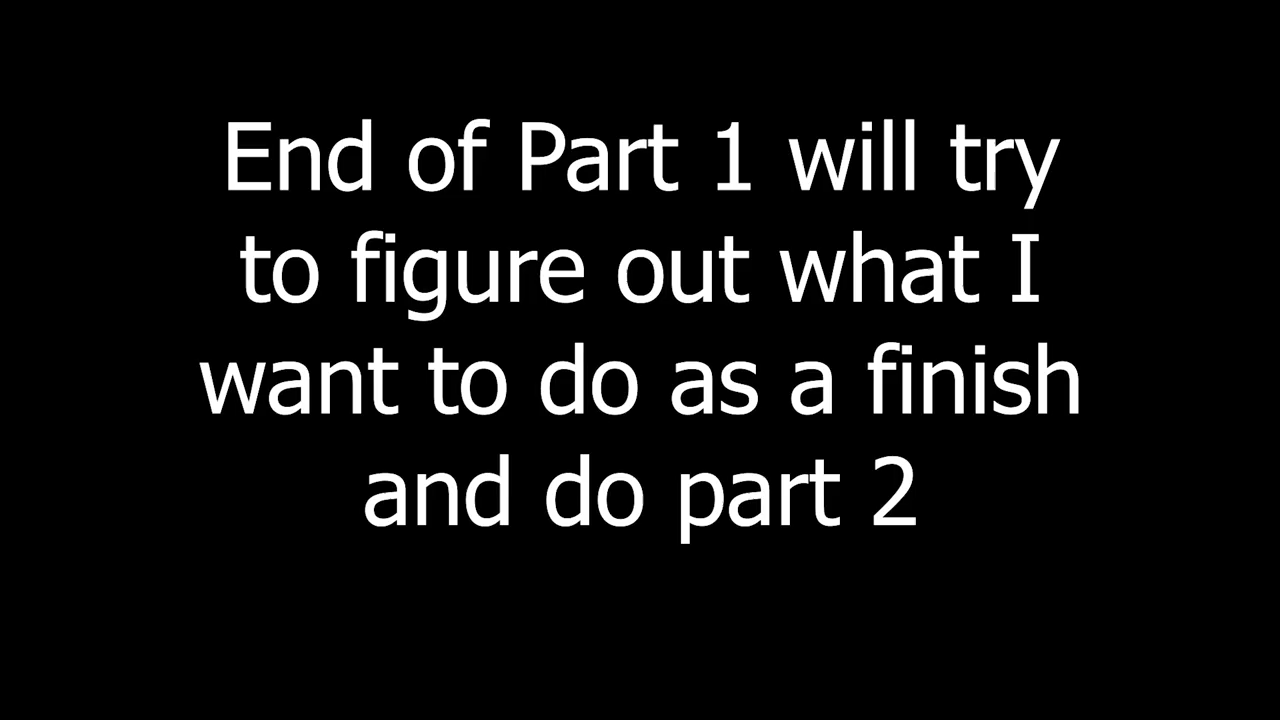 End of Part 1 will try
to figure out what I
want to do as a finish
and do part 2